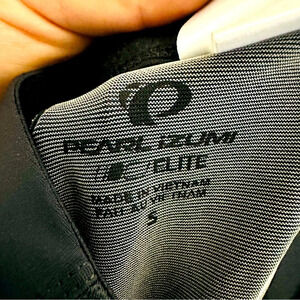 PEARL iZUMi
ELITE
MADE IN VIETNAM
FAIT AU VIETNAM
S